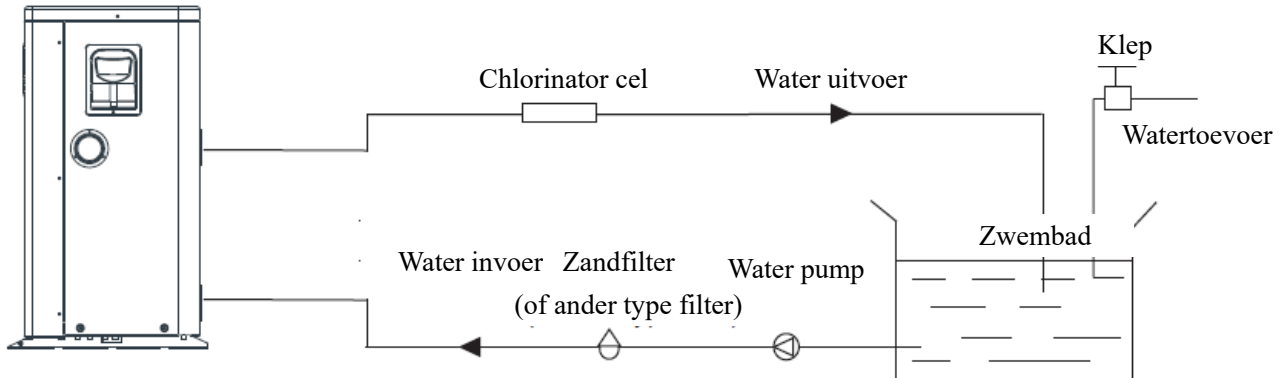 Klep
Chlorinator cel
Water uitvoer
Watertoevoer
Zwembad
Water invoer
Zandfilter
(of ander type filter)
Water pump